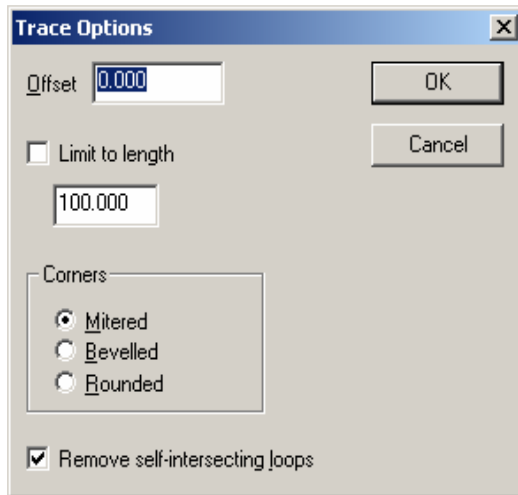 Trace Options
Offset 0.000
OK
Limit to length
Cancel
100.000
Corners
Mitered
Bevelled
Rounded
Remove self-intersecting loops